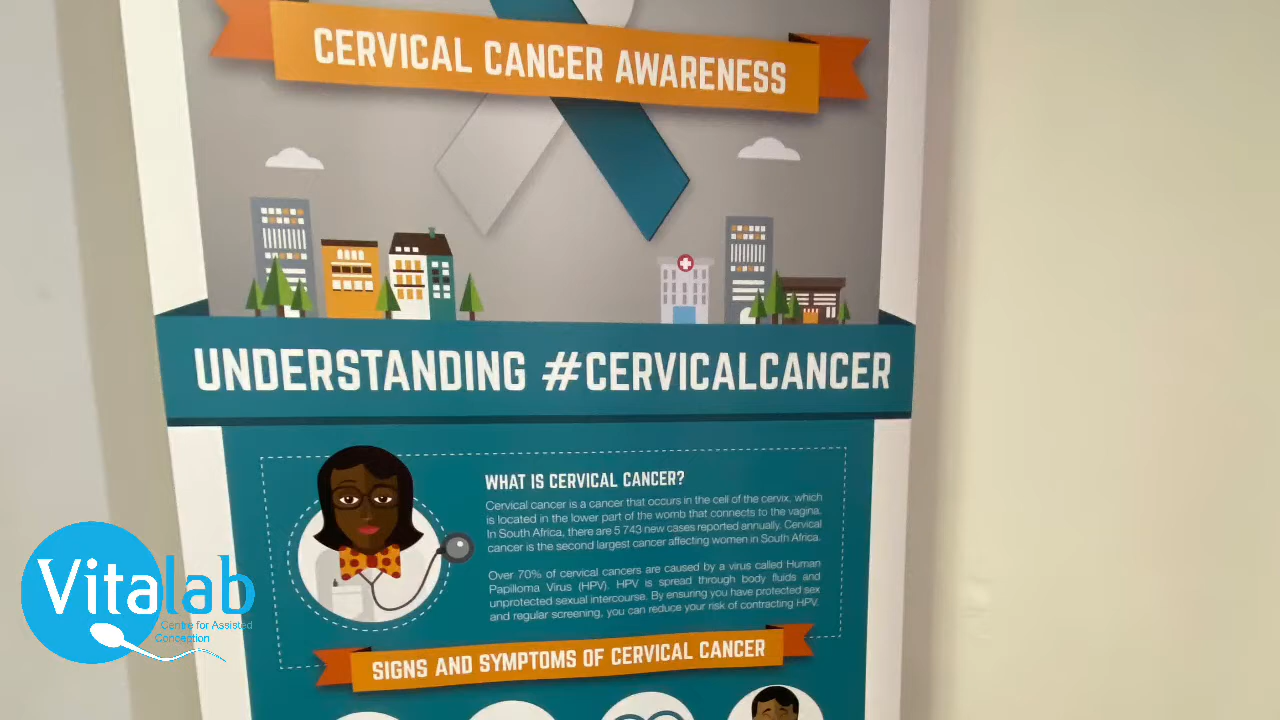 CERVICAL CANCER AWARENESS
UNDERSTANDING #CERVICALCANCER
WHAT IS CERVICAL CANCER?
Cervical cancer is a cancer that occurs in the cell of the cervix, which
is located in the lower part of the womb that connects to the vagina.
In South Africa, there are 5 743 new cases reported annually. Cervical
cancer is the second largest cancer affecting women in South Africa.
Over 70% of cervical cancers are caused by a virus called Human
Papilloma Virus (HPV). HPV is spread through body fluids and
unprotected sexual intercourse. By ensuring you have protected sex
and regular screening, you can reduce your risk of contracting HPV.
SIGNS AND SYMPTOMS OF CERVICAL CANCER
Vitalab
Centre for Assisted
Conception